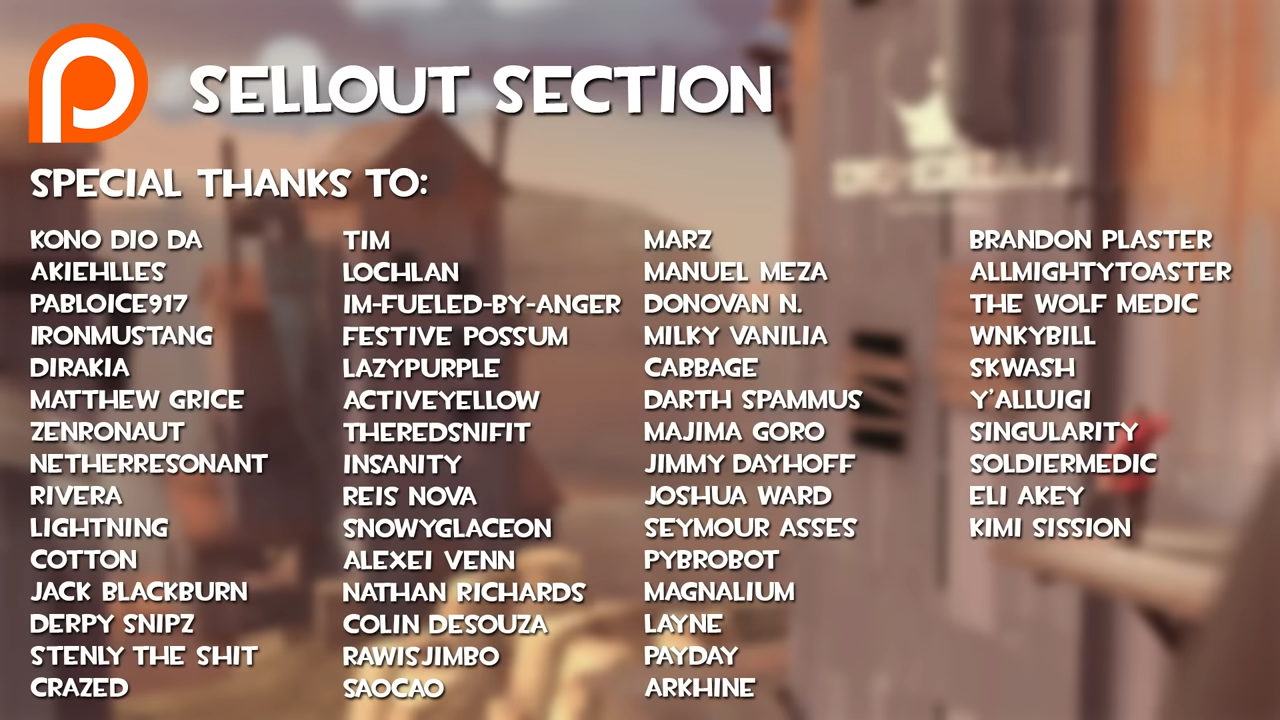 SELLOUT SECTION
SPECIAL THANKS TO:
KONO DIO DA
AKIEHLLES
PABLOICE917
IRONMUSTANG
DIRAKIA
MATTHEW GRICE
ZENRONAUT
NETHERRESONANT
RIVERA
LIGHTNING
COTTON
JACK BLACKBURN
DERPY SNIPZ
STENLY THE SHIT
CRAZED
TIM
LOCHLAN
IM-FUELED-BY-ANGER
FESTIVE POSSUM
LAZYPURPLE
ACTIVEYELLOW
THEREDSNIFIT
INSANITY
REIS NOVA
SNOWYGLACEON
ALEXEI VENN
NATHAN RICHARDS
COLIN DESOUZA
RAWISJIMBO
SAOCAO
MARZ
MANUEL MEZA
DONOVAN N.
MILKY VANILIA
CABBAGE
DARTH SPAMMUS
MAJIMA GORO
JIMMY DAYHOFF
JOSHUA WARD
SEYMOUR ASSES
PYBROBOT
MAGNALIUM
LAYNE
PAYDAY
ARKHINE
BRANDON PLASTER
ALLMIGHTYTOASTER
THE WOLF MEDIC
WNKYBILL
SKWASH
Y'ALLUIGI
SINGULARITY
SOLDIERMEDIC
ELI AKEY
KIMI SISSION